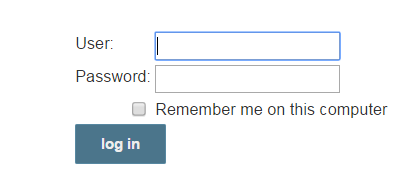 User:
Password:
Remember me on this computer
log in